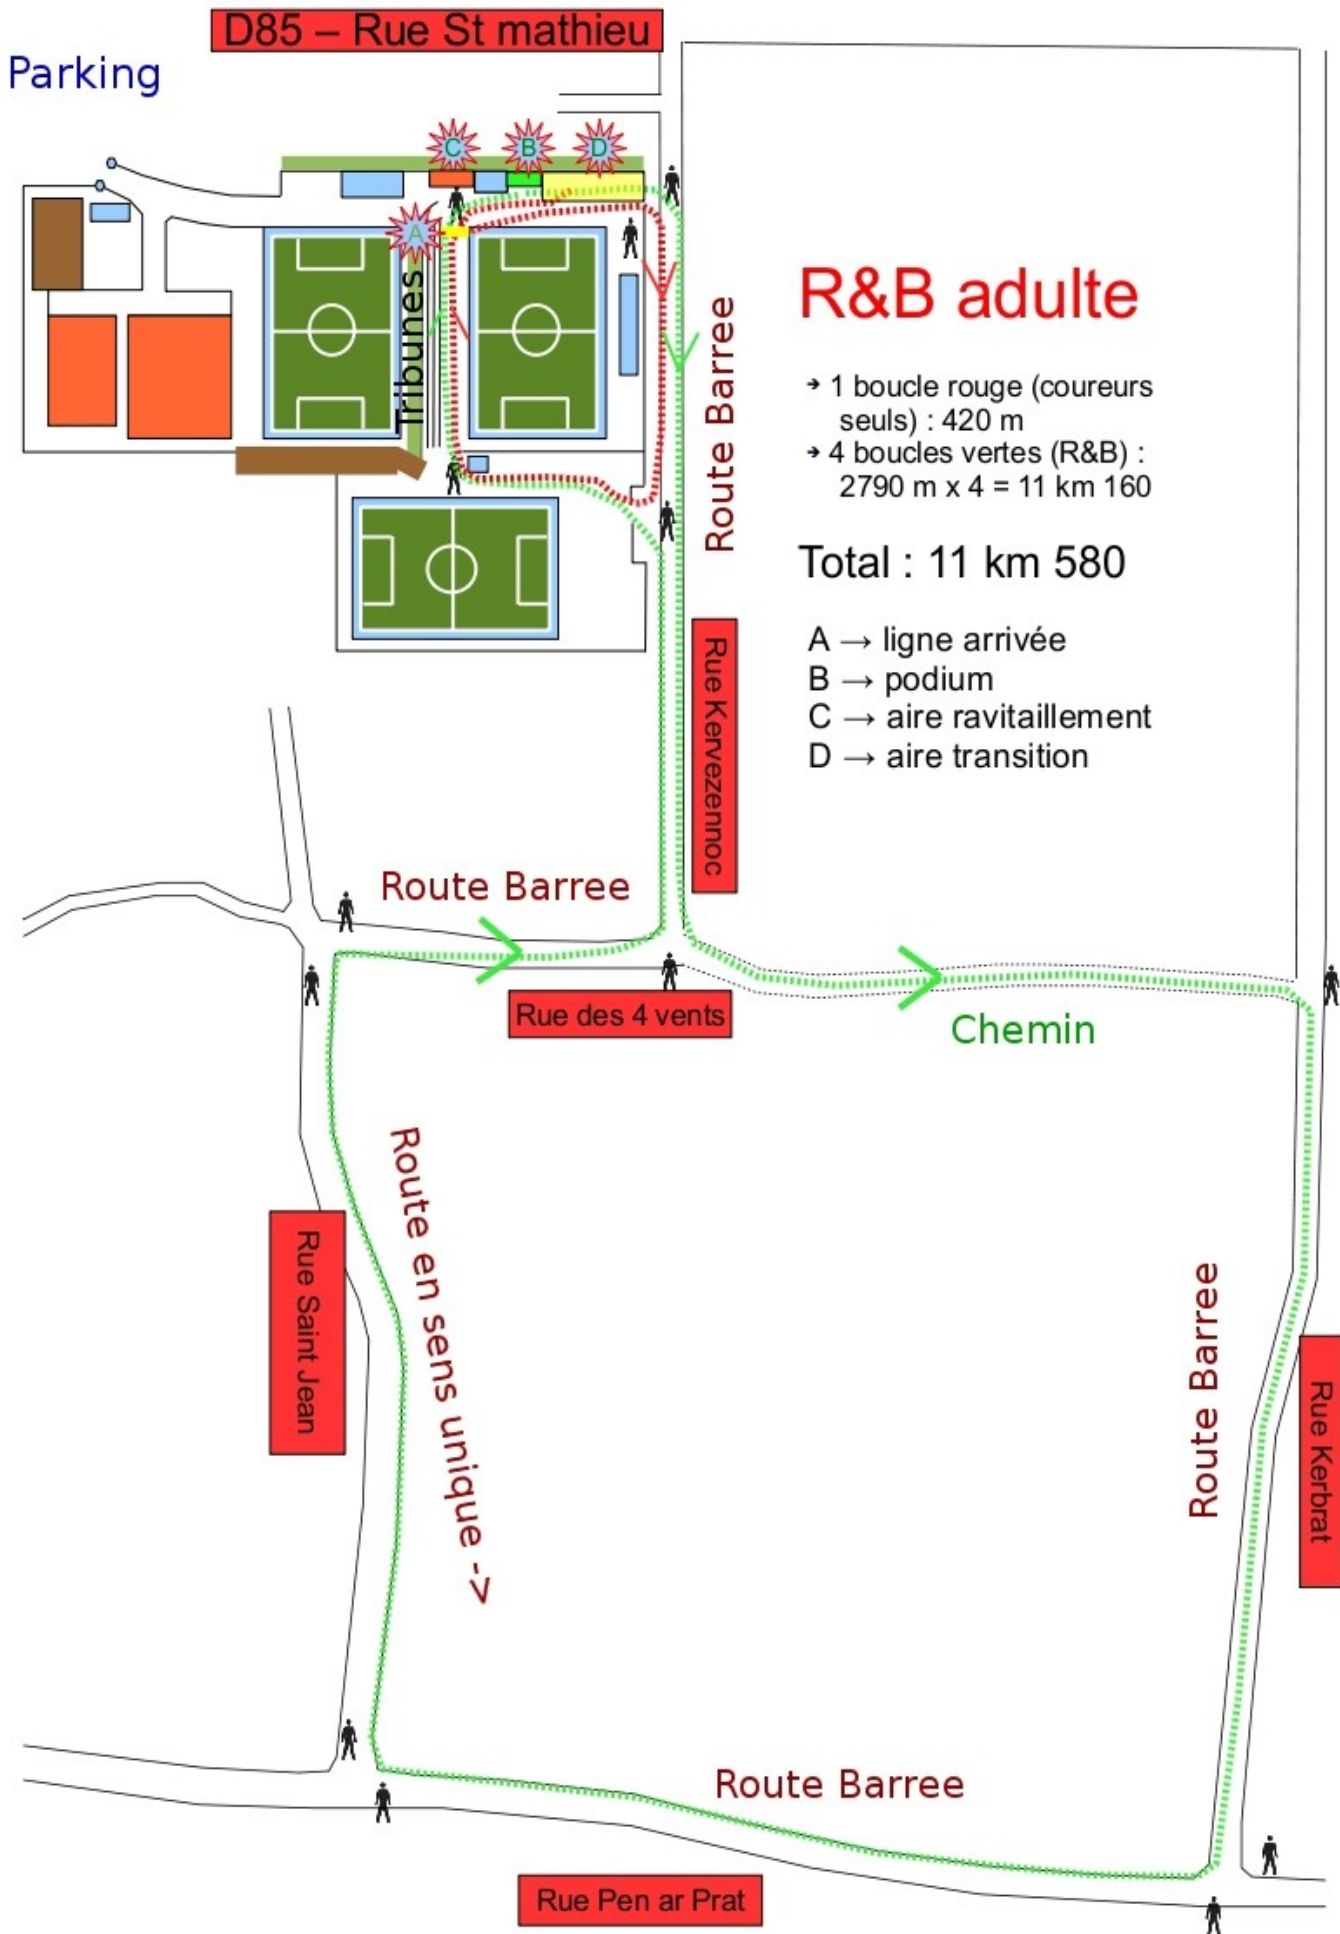 D85 – Rue St mathieu
Parking
C
B
D
A
Tribunes
Route Barree
R&B adulte
➔ 1 boucle rouge (coureurs
seuls) : 420 m
➔ 4 boucles vertes (R&B) :
2790 m x 4 = 11 km 160
Total : 11 km 580
A → ligne arrivée
B → podium
C → aire ravitaillement
D → aire transition
Rue Kervezennoc
Route Barree
Rue des 4 vents
Chemin
Route en sens unique ->
Rue Saint Jean
Route Barree
Rue Kerbrat
Route Barree
Rue Pen ar Prat